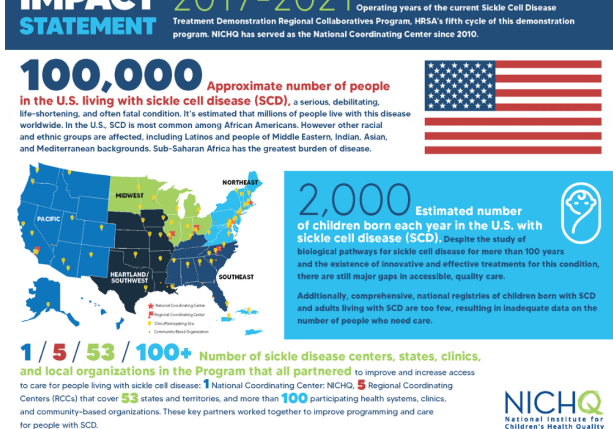 IMPACT
STATEMENT
2017-2021 Operating years of the current Sickle Cell Disease
Treatment Demonstration Regional Collaboratives Program, HRSA's fifth cycle of this demonstration
program. NICHQ has served as the National Coordinating Center since 2010.
100,000 Approximate number of people
in the U.S. living with sickle cell disease (SCD), a serious, debilitating,
life-shortening, and often fatal condition. It's estimated that millions of people live with this disease
worldwide. In the U.S., SCD is most common among African Americans. However other racial
and ethnic groups are affected, including Latinos and people of Middle Eastern, Indian, Asian,
and Mediterranean backgrounds. Sub-Saharan Africa has the greatest burden of disease.
NORTHEAST
MIDWEST
PACIFIC
HEARTLAND/
SOUTHWEST
SOUTHEAST
National Coordinating Center
Regional Coordinating Center
Clinic/Participating Site
Community-Based Organization
2,000 Estimated number
of children born each year in the U.S. with
sickle cell disease (SCD). Despite the study of
biological pathways for sickle cell disease for more than 100 years
and the existence of innovative and effective treatments for this condition,
there are still major gaps in accessible, quality care.
Additionally, comprehensive, national registries of children born with SCD
and adults living with SCD are too few, resulting in inadequate data on the
number of people who need care.
1 / 5 / 53 / 100+ Number of sickle disease centers, states, clinics,
and local organizations in the Program that all partnered to improve and increase access
to care for people living with sickle cell disease: 1 National Coordinating Center: NICHQ, 5 Regional Coordinating
Centers (RCCs) that cover 53 states and territories, and more than 100 participating health systems, clinics,
and community-based organizations. These key partners worked together to improve programming and care
for people with SCD.
NICHQ
National Institute for
Children's Health Quality